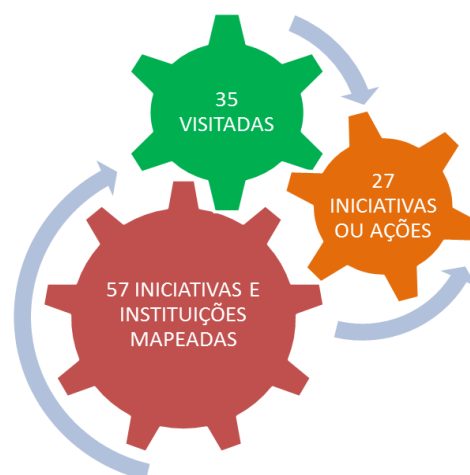 35
VISITADAS
27
INICIATIVAS
OU AÇÕES
57 INICIATIVAS E
INSTITUIÇÕES
MAPEADAS